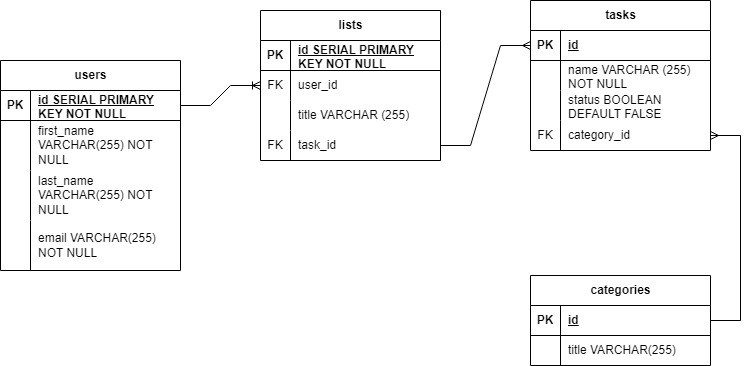 users
PK
id SERIAL PRIMARY
KEY NOT NULL
first_name
VARCHAR(255) NOT
NULL
last_name
VARCHAR(255) NOT
NULL
email VARCHAR(255)
NOT NULL
lists
PK
id SERIAL PRIMARY
KEY NOT NULL
FK
user_id
title VARCHAR (255)
FK
task_id
tasks
PK
id
name VARCHAR (255)
NOT NULL
status BOOLEAN
DEFAULT FALSE
FK
category_id
categories
PK
id
title VARCHAR(255)